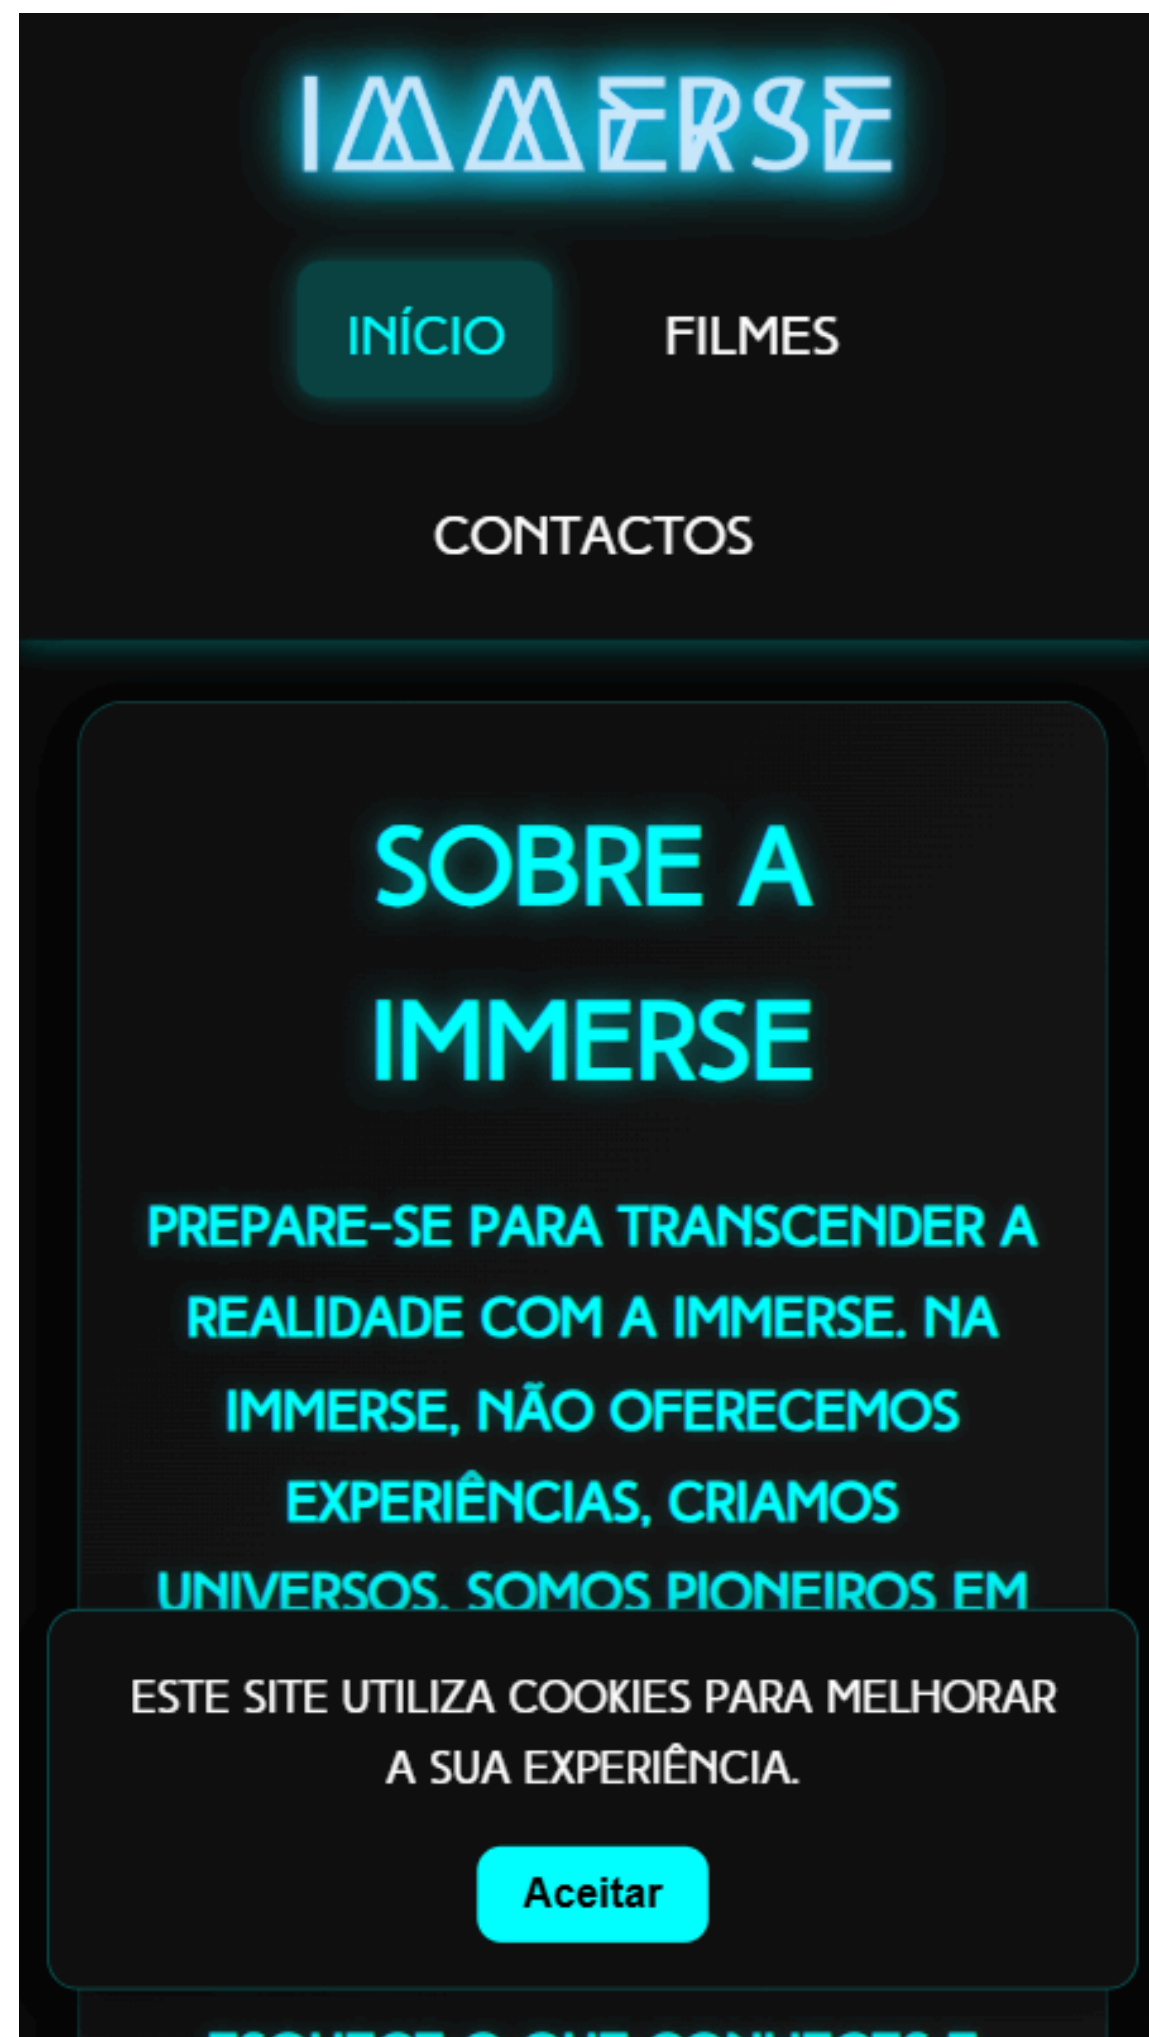 IMMERSE
INÍCIO
FILMES
CONTACTOS
SOBRE A
IMMERSE
PREPARE-SE PARA TRANSCENDER A
REALIDADE COM A IMMERSE. NA
IMMERSE, NÃO OFERECEMOS
EXPERIÊNCIAS, CRIAMOS
UNIVERSOS. SOMOS PIONEIROS EM
ESTE SITE UTILIZA COOKIES PARA MELHORAR
A SUA EXPERIÊNCIA.
Aceitar